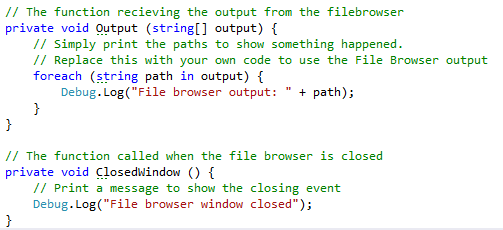 // The function recieving the output from the filebrowser
private void Output (string[] output) {
// Simply print the paths to show something happened.
// Replace this with your own code to use the File Browser output
foreach (string path in output) {
Debug.Log("File browser output: " + path);
}
}
// The function called when the file browser is closed
private void ClosedWindow () {
// Print a message to show the closing event
Debug.Log("File browser window closed");
}